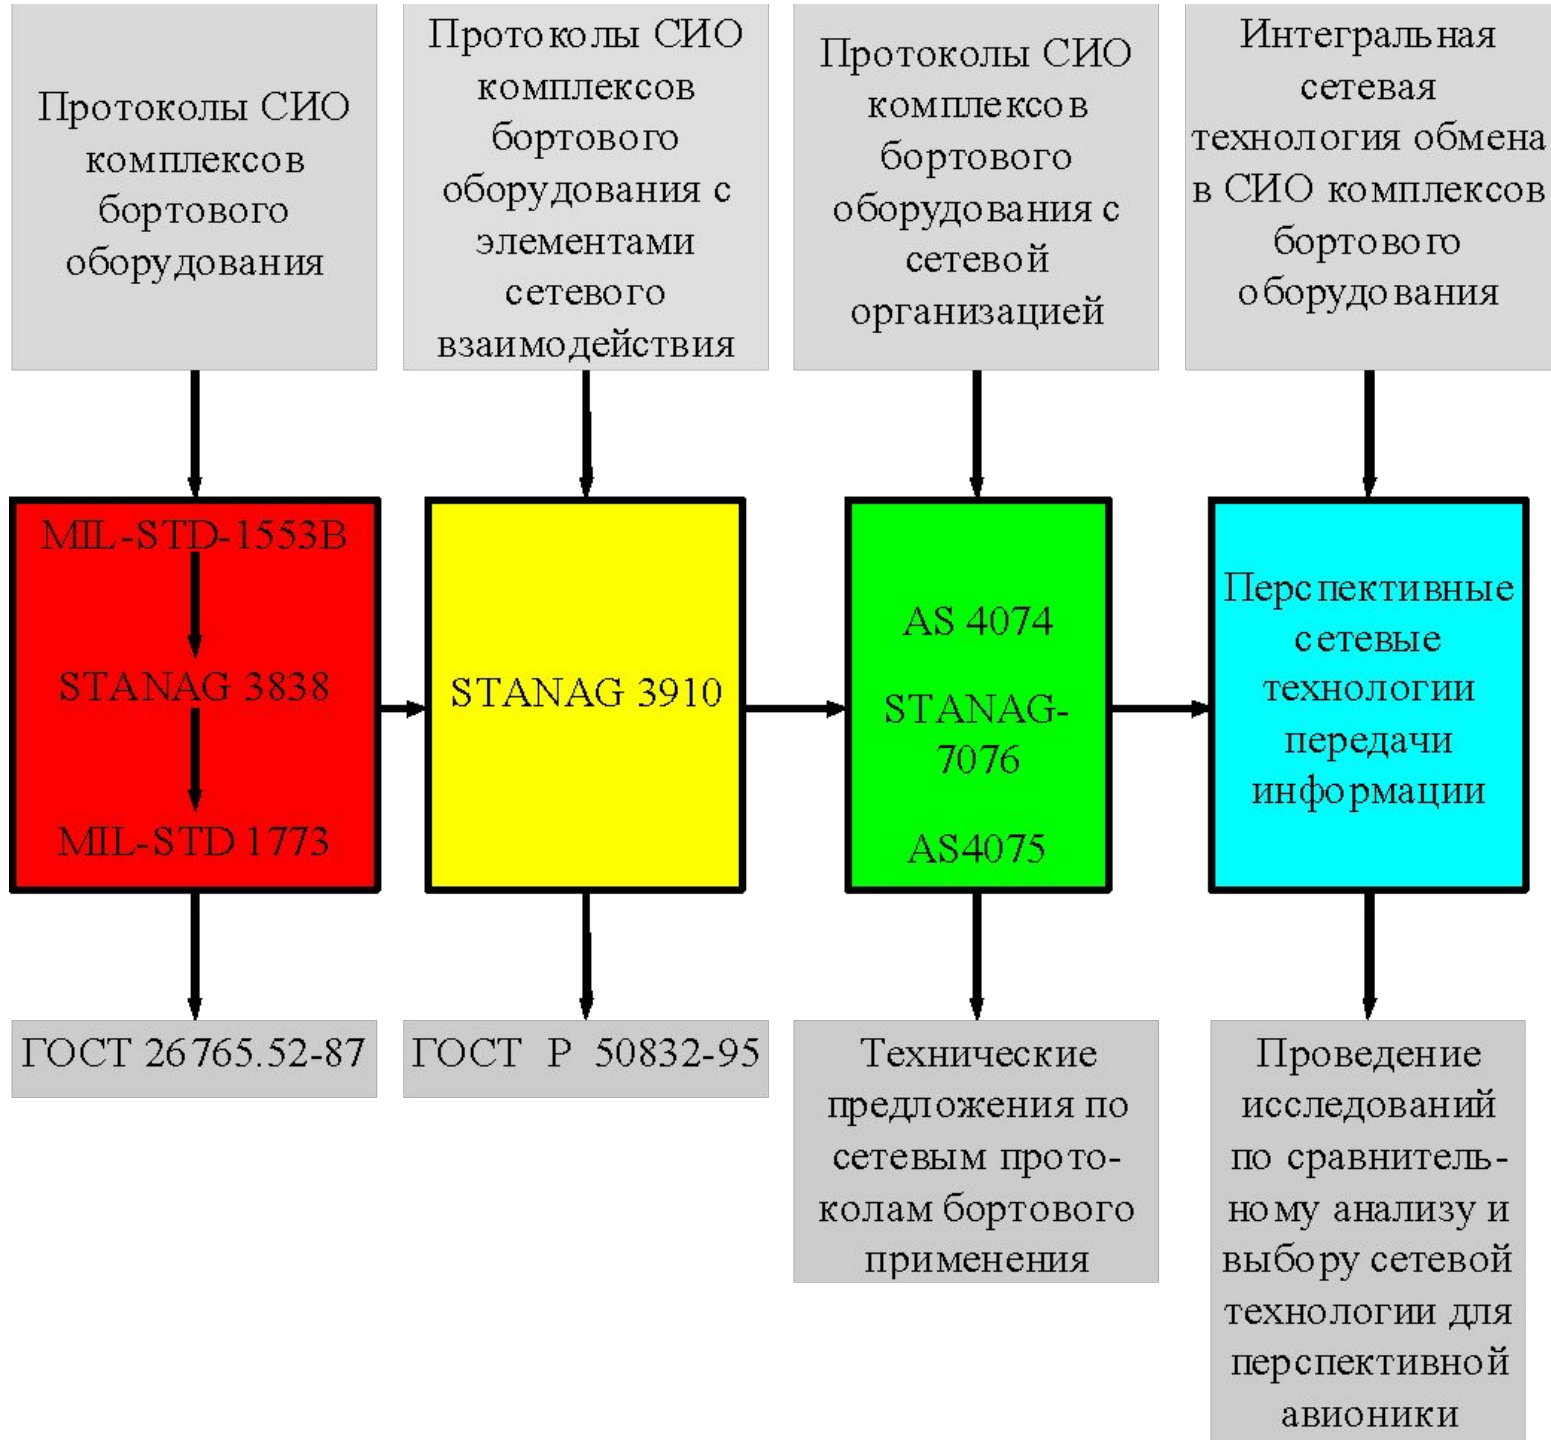 Протоколы СИО
комплексов
бортового
оборудования
Протоколы СИО
комплексов
бортового
оборудования с
элементами
сетевого
взаимодействия
Протоколы СИО
комплексов
бортового
оборудования с
сетевой
организацией
Интегральная
сетевая
технология обмена
в СИО комплексов
бортового
оборудования
MIL-STD-1553B
STANAG 3838
MIL-STD 1773
STANAG 3910
AS 4074
STANAG-
7076
AS4075
Перспективные
сетевые
технологии
передачи
информации
ГОСТ 26765.52-87
ГОСТ Р 50832-95
Технические
предложения по
сетевым прото-
колам бортового
применения
Проведение
исследований
по сравнитель-
ному анализу и
выбору сетевой
технологии для
перспективной
авионики